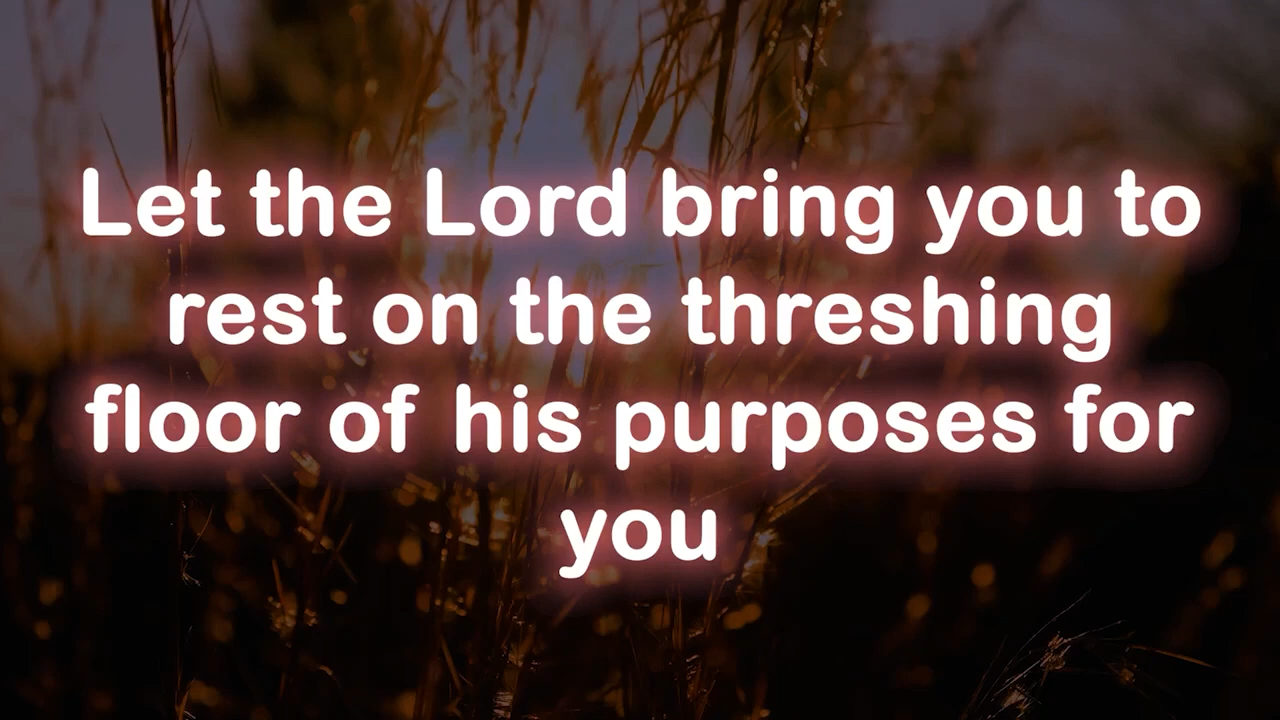 Let the Lord bring you to
rest on the threshing
floor of his purposes for
you